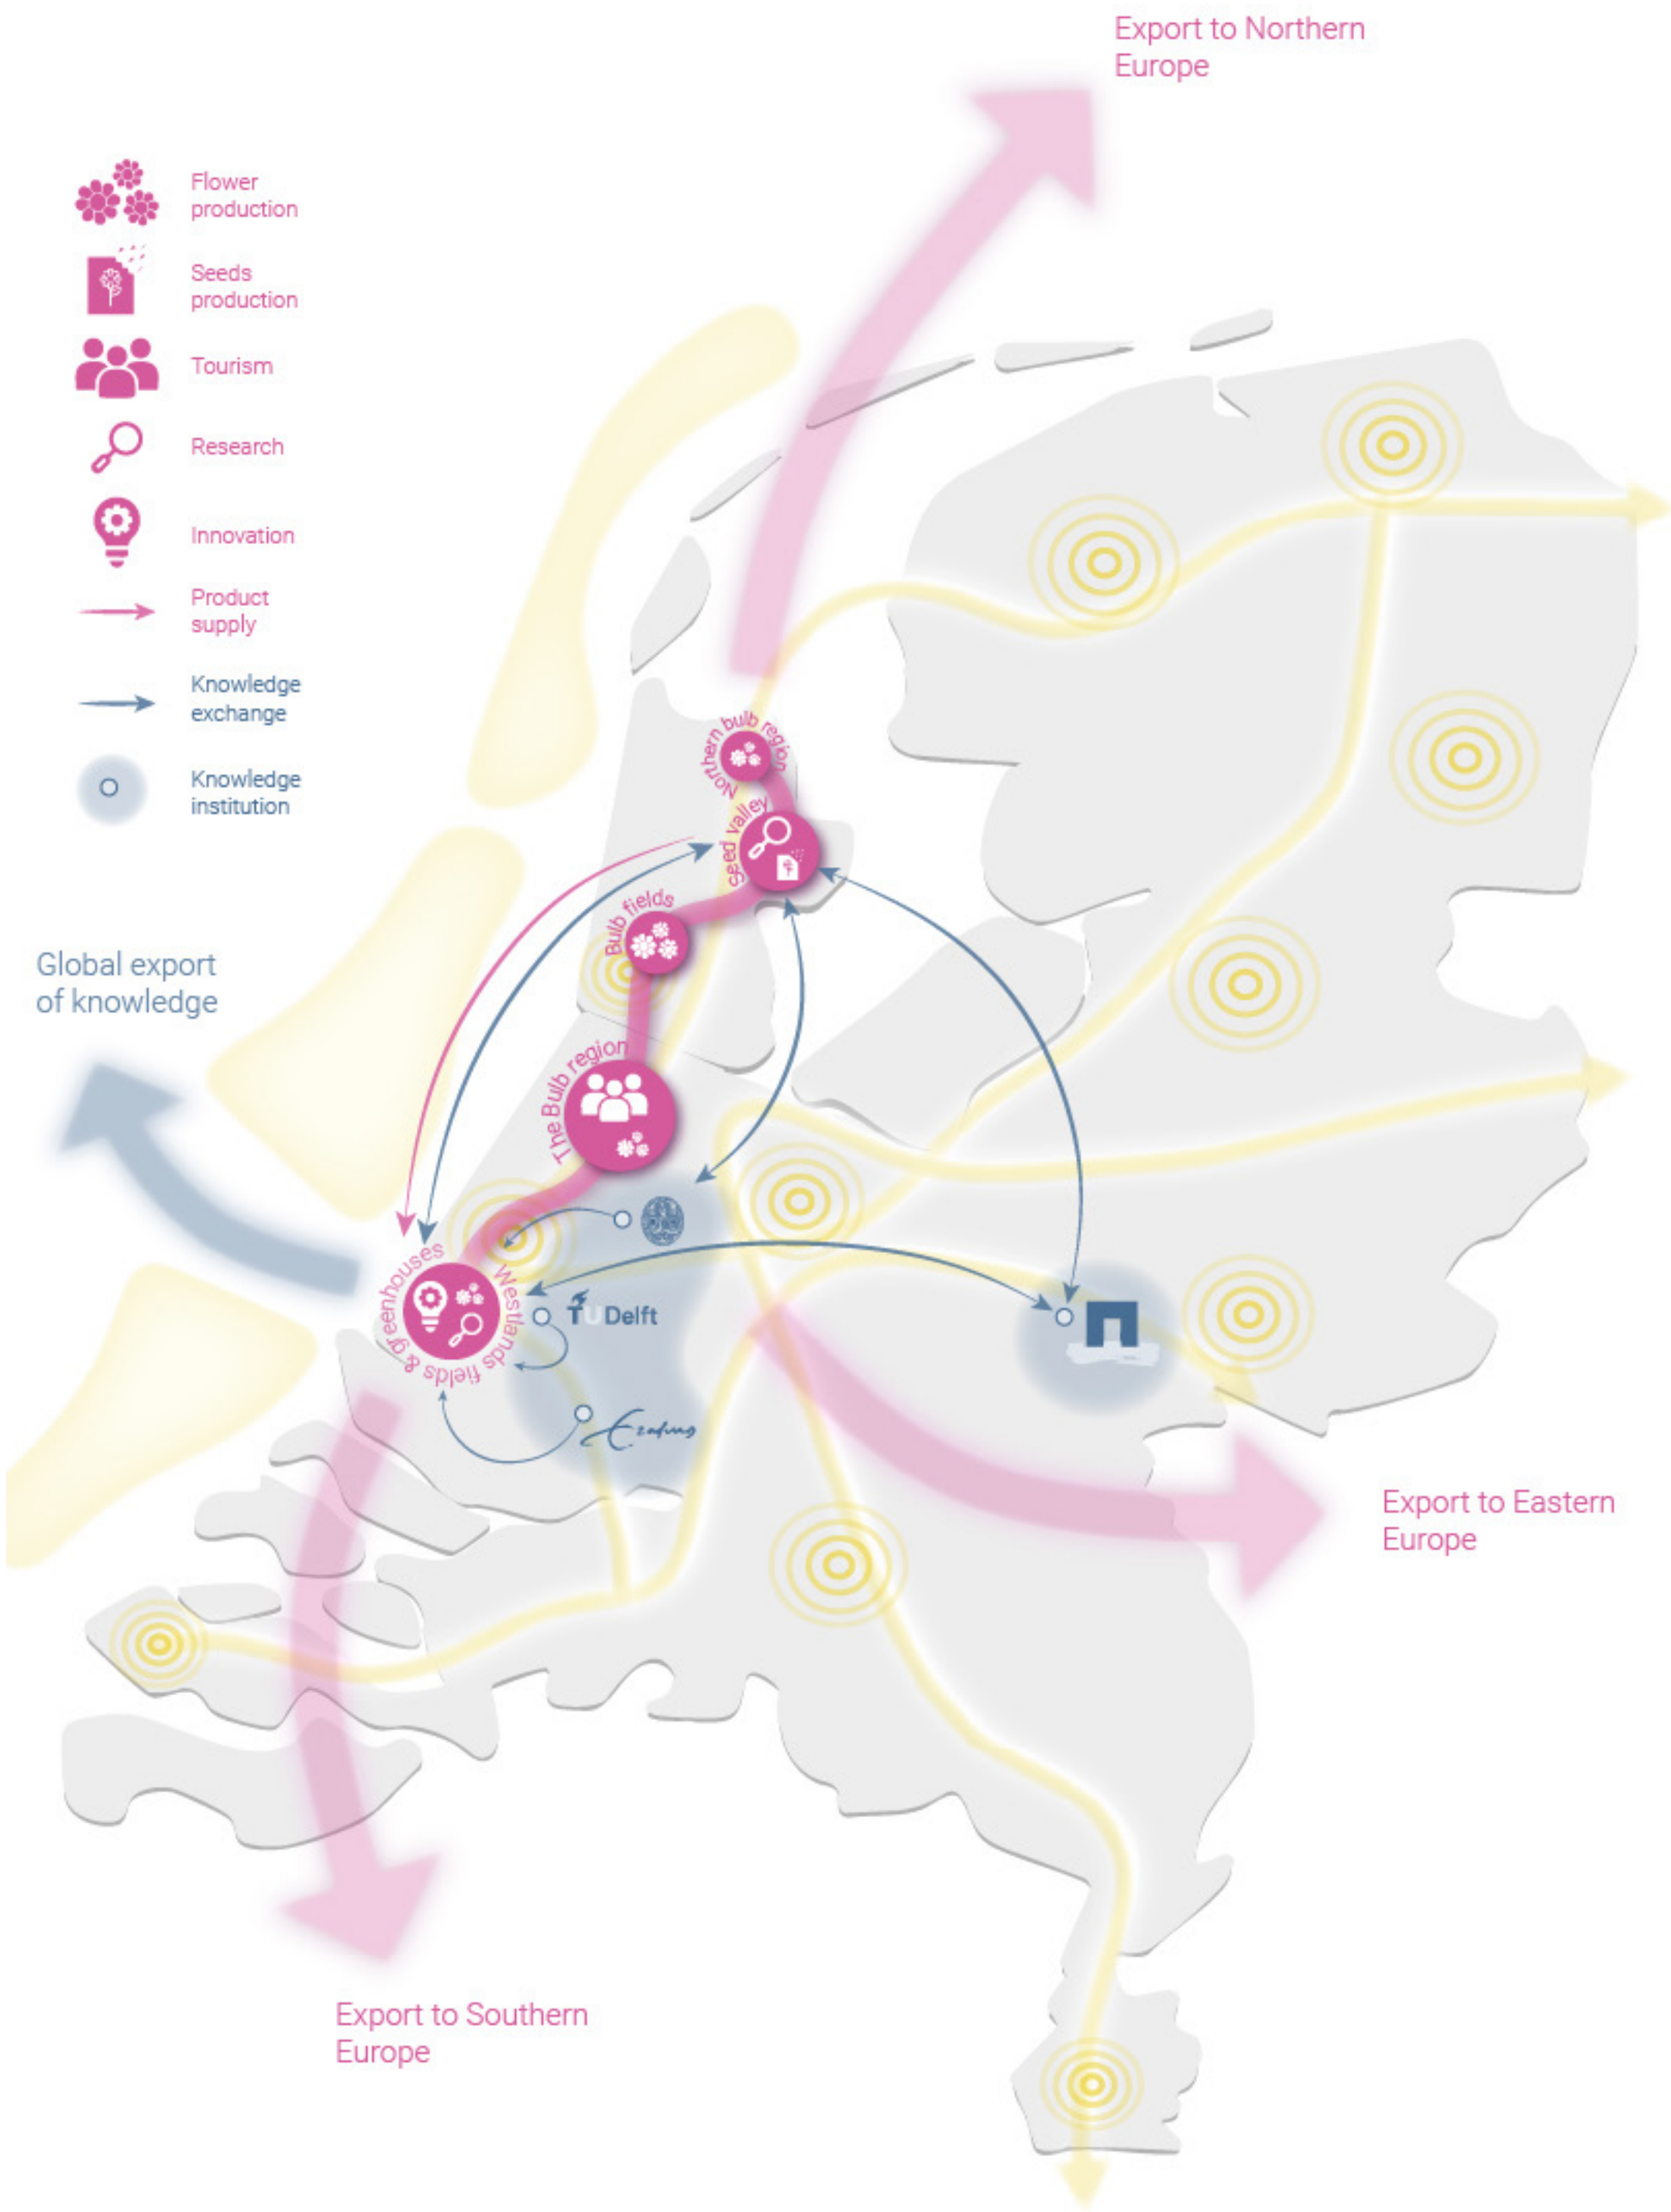 Export to Northern
Europe
Flower
production
Seeds
production
Tourism
Research
Innovation
Product
supply
Knowledge
exchange
Knowledge
institution
Northern bulb region
Seed valley
Bulb fields
Global export
of knowledge
The Bulb region
Westlands fields & greenhouses
TU Delft
Erasmus
Export to Eastern
Europe
Export to Southern
Europe